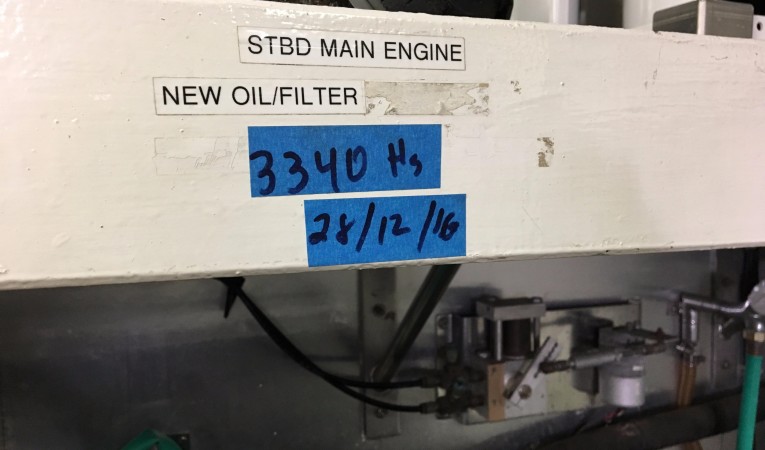 STBD MAIN ENGINE
NEW OIL/FILTER
3340 Hs
28/12/16